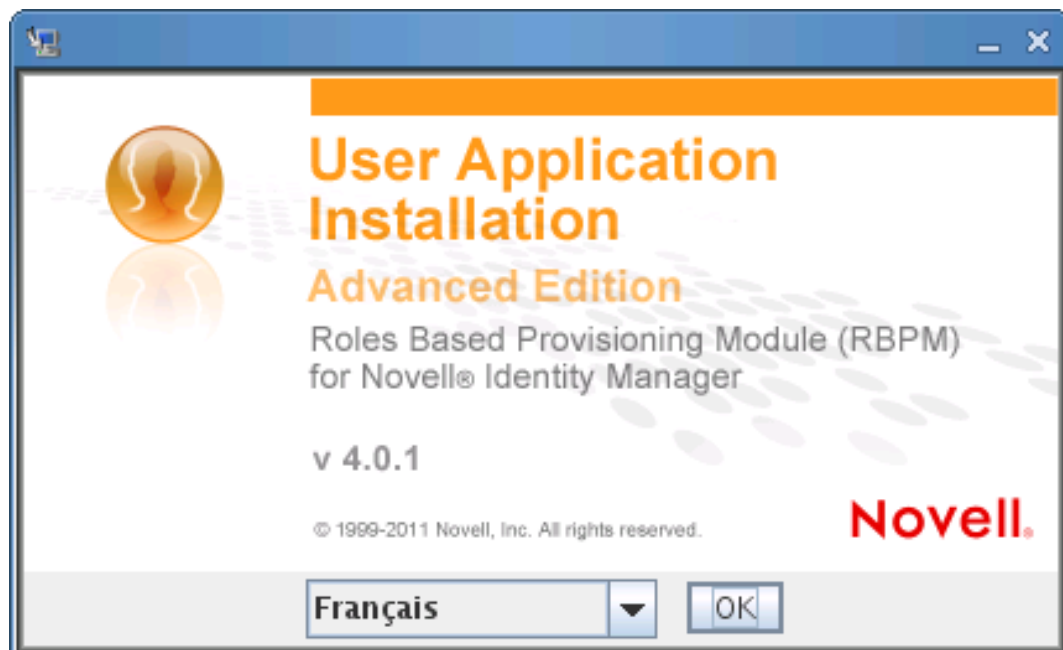 User Application
Installation
Advanced Edition
Roles Based Provisioning Module (RBPM)
for Novell® Identity Manager
v 4.0.1
© 1999-2011 Novell, Inc. All rights reserved.
Novell®
Français
OK